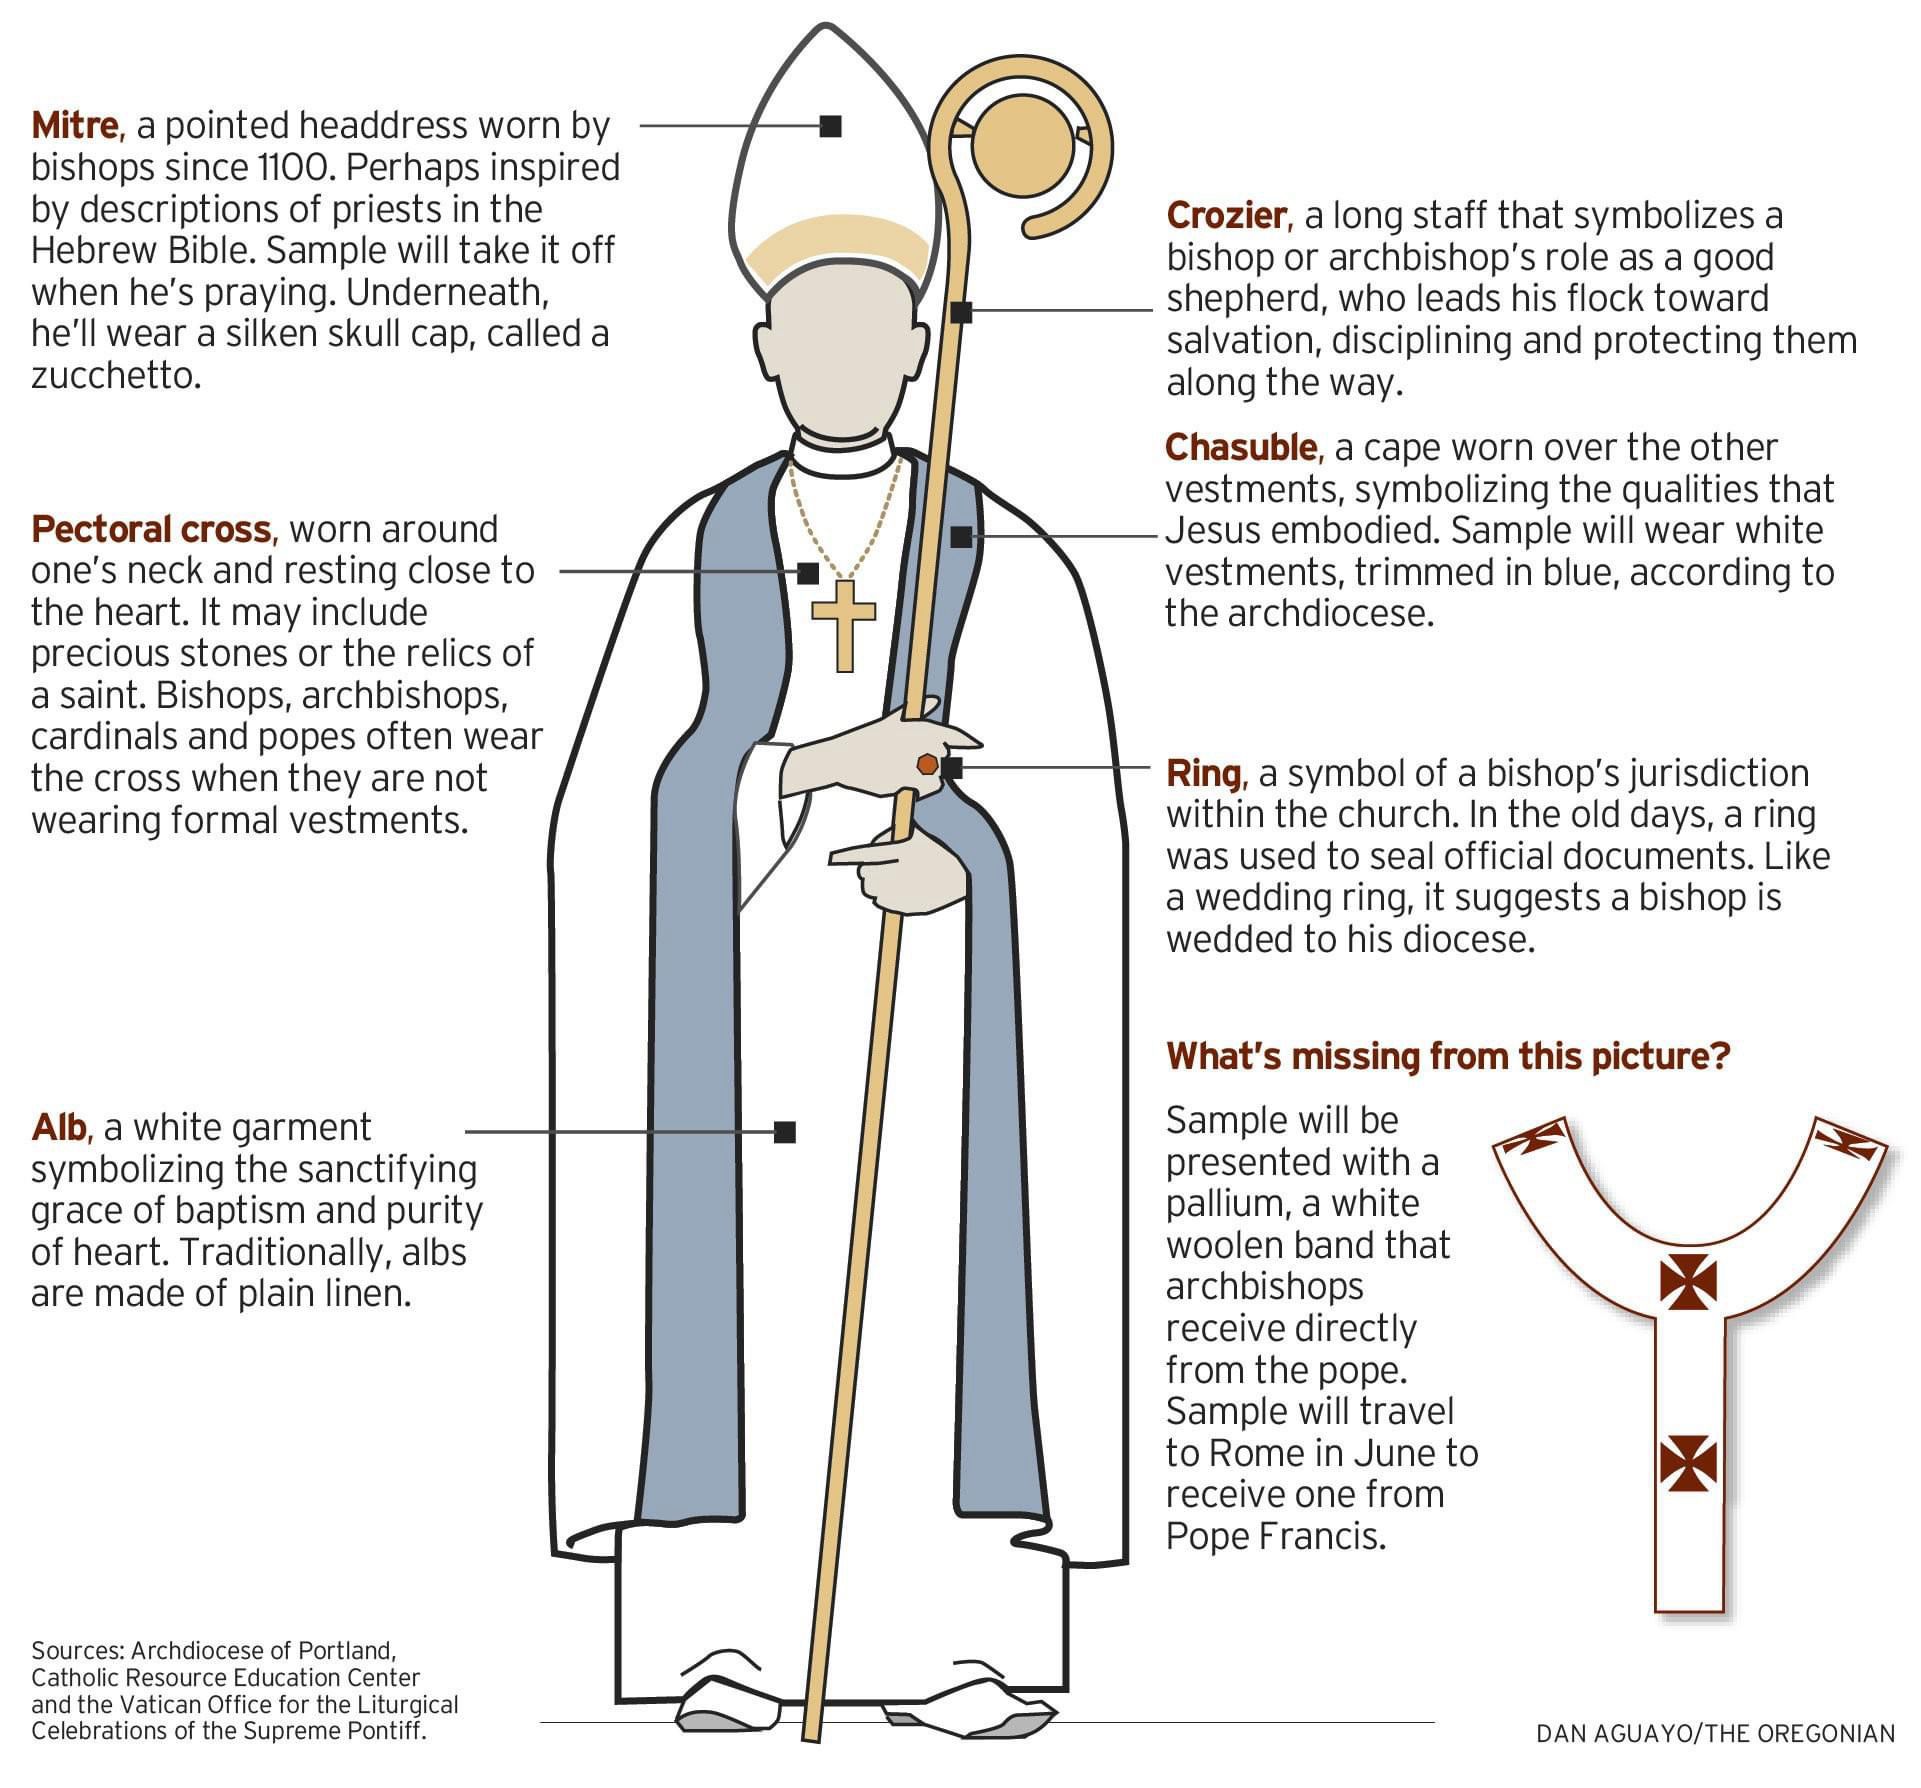 Mitre, a pointed headdress worn by
bishops since 1100. Perhaps inspired
by descriptions of priests in the
Hebrew Bible. Sample will take it off
when he's praying. Underneath,
he'll wear a silken skull cap, called a
zucchetto.
Pectoral cross, worn around
one's neck and resting close to
the heart. It may include
precious stones or the relics of
a saint. Bishops, archbishops,
cardinals and popes often wear
the cross when they are not
wearing formal vestments.
Alb, a white garment
symbolizing the sanctifying
grace of baptism and purity
of heart. Traditionally, albs
are made of plain linen.
Crozier, a long staff that symbolizes a
bishop or archbishop's role as a good
shepherd, who leads his flock toward
salvation, disciplining and protecting them
along the way.
Chasuble, a cape worn over the other
vestments, symbolizing the qualities that
Jesus embodied. Sample will wear white
vestments, trimmed in blue, according to
the archdiocese.
Ring, a symbol of a bishop's jurisdiction
within the church. In the old days, a ring
was used to seal official documents. Like
a wedding ring, it suggests a bishop is
wedded to his diocese.
What's missing from this picture?
Sample will be
presented with a
pallium, a white
woolen band that
archbishops
receive directly
from the pope.
Sample will travel
to Rome in June to
receive one from
Pope Francis.
Sources: Archdiocese of Portland,
Catholic Resource Education Center
and the Vatican Office for the Liturgical
Celebrations of the Supreme Pontiff.
DAN AGUAYO/THE OREGONIAN